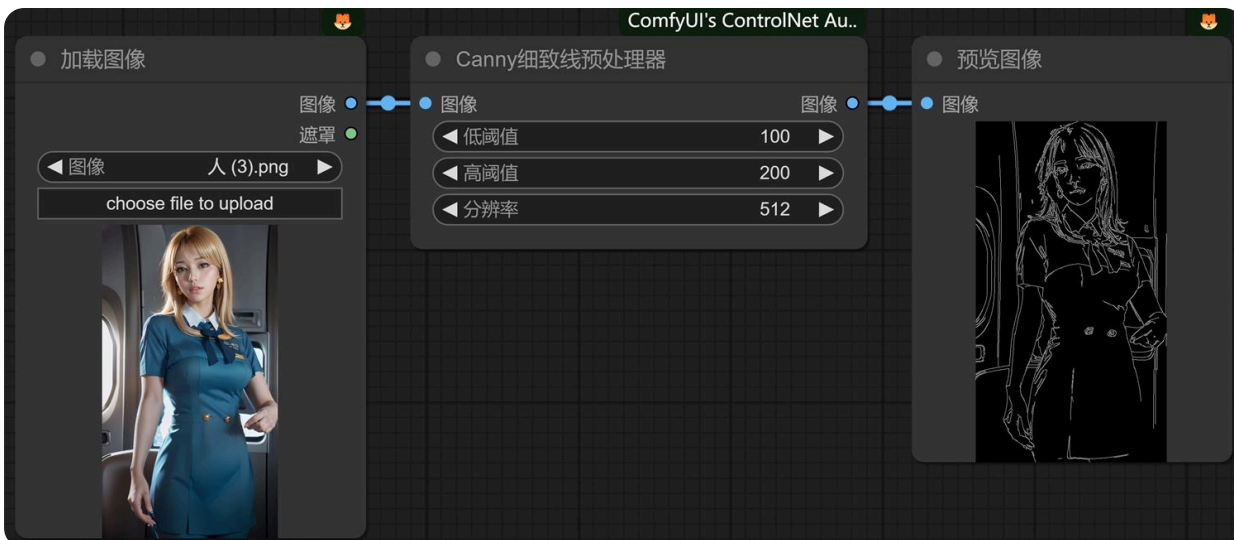 ComfyUI's ControlNet Au..
加载图像
图像
遮罩
图像 人 (3).png
choose file to upload
Canny细致线预处理器
图像 图像
低阈值 100
高阈值 200
分辨率 512
预览图像
图像